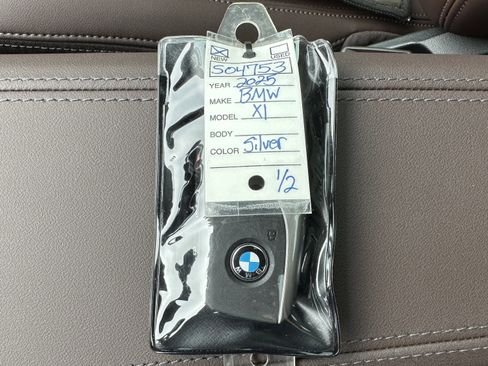 NEW USED
504753
YEAR 2025
MAKE BMW
MODEL X1
BODY
COLOR Silver
1/2
BMW